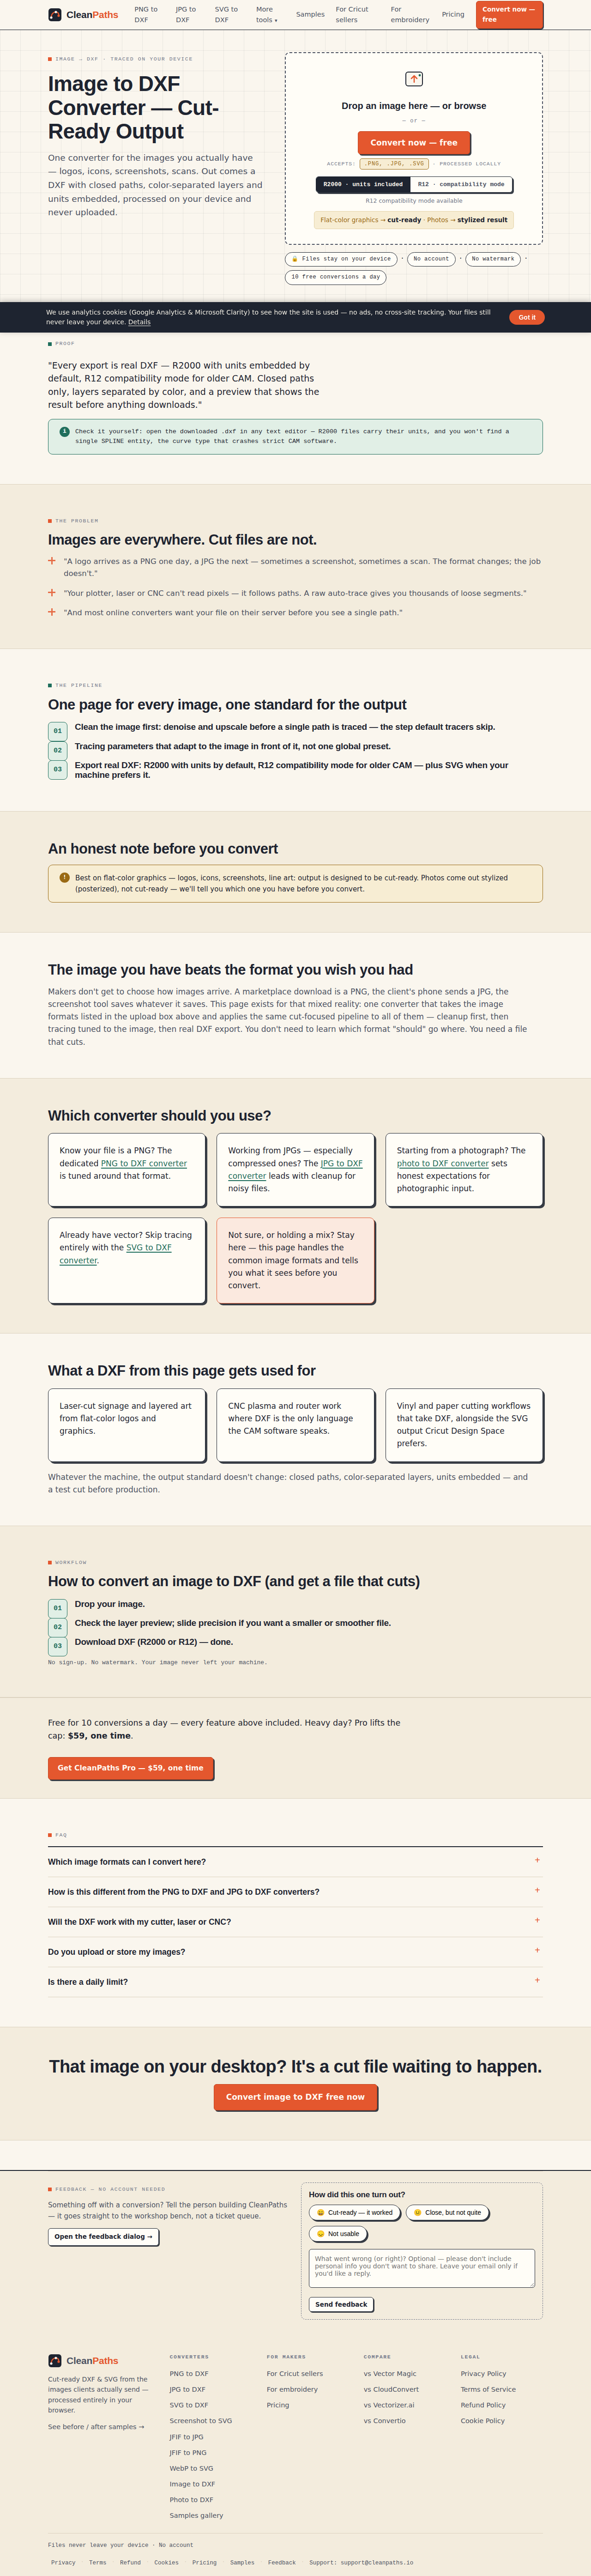 CleanPaths
PNG to DXF
JPG to DXF
SVG to DXF
More tools ▾
Samples
For Cricut sellers
For embroidery
Pricing
Convert now — free
IMAGE → DXF · TRACED ON YOUR DEVICE
Image to DXF
Converter — Cut-
Ready Output
One converter for the images you actually have
— logos, icons, screenshots, scans. Out comes a
DXF with closed paths, color-separated layers and
units embedded, processed on your device and
never uploaded.
Drop an image here — or browse
— or —
Convert now — free
ACCEPTS: .PNG, .JPG, .SVG · PROCESSED LOCALLY
R2000 · units included
R12 · compatibility mode
R12 compatibility mode available
Flat-color graphics → cut-ready · Photos → stylized result
🔒 Files stay on your device · No account · No watermark ·
10 free conversions a day
We use analytics cookies (Google Analytics & Microsoft Clarity) to see how the site is used — no ads, no cross-site tracking. Your files still
never leave your device. Details
Got it
PROOF
"Every export is real DXF — R2000 with units embedded by
default, R12 compatibility mode for older CAM. Closed paths
only, layers separated by color, and a preview that shows the
result before anything downloads."
Check it yourself: open the downloaded .dxf in any text editor — R2000 files carry their units, and you won't find a
single SPLINE entity, the curve type that crashes strict CAM software.
THE PROBLEM
Images are everywhere. Cut files are not.
"A logo arrives as a PNG one day, a JPG the next — sometimes a screenshot, sometimes a scan. The format changes; the job
doesn't."
"Your plotter, laser or CNC can't read pixels — it follows paths. A raw auto-trace gives you thousands of loose segments."
"And most online converters want your file on their server before you see a single path."
THE PIPELINE
One page for every image, one standard for the output
01 Clean the image first: denoise and upscale before a single path is traced — the step default tracers skip.
02 Tracing parameters that adapt to the image in front of it, not one global preset.
03 Export real DXF: R2000 with units by default, R12 compatibility mode for older CAM — plus SVG when your
machine prefers it.
An honest note before you convert
! Best on flat-color graphics — logos, icons, screenshots, line art: output is designed to be cut-ready. Photos come out stylized
(posterized), not cut-ready — we'll tell you which one you have before you convert.
The image you have beats the format you wish you had
Makers don't get to choose how images arrive. A marketplace download is a PNG, the client's phone sends a JPG, the
screenshot tool saves whatever it saves. This page exists for that mixed reality: one converter that takes the image
formats listed in the upload box above and applies the same cut-focused pipeline to all of them — cleanup first, then
tracing tuned to the image, then real DXF export. You don't need to learn which format "should" go where. You need a file
that cuts.
Which converter should you use?
Know your file is a PNG? The
dedicated PNG to DXF converter
is tuned around that format.
Working from JPGs — especially
compressed ones? The JPG to DXF
converter leads with cleanup for
noisy files.
Starting from a photograph? The
photo to DXF converter sets
honest expectations for
photographic input.
Already have vector? Skip tracing
entirely with the SVG to DXF
converter.
Not sure, or holding a mix? Stay
here — this page handles the
common image formats and tells
you what it sees before you
convert.
What a DXF from this page gets used for
Laser-cut signage and layered art
from flat-color logos and
graphics.
CNC plasma and router work
where DXF is the only language
the CAM software speaks.
Vinyl and paper cutting workflows
that take DXF, alongside the SVG
output Cricut Design Space
prefers.
Whatever the machine, the output standard doesn't change: closed paths, color-separated layers, units embedded — and
a test cut before production.
WORKFLOW
How to convert an image to DXF (and get a file that cuts)
01 Drop your image.
02 Check the layer preview; slide precision if you want a smaller or smoother file.
03 Download DXF (R2000 or R12) — done.
No sign-up. No watermark. Your image never left your machine.
Free for 10 conversions a day — every feature above included. Heavy day? Pro lifts the
cap: $59, one time.
Get CleanPaths Pro — $59, one time
FAQ
Which image formats can I convert here? +
How is this different from the PNG to DXF and JPG to DXF converters? +
Will the DXF work with my cutter, laser or CNC? +
Do you upload or store my images? +
Is there a daily limit? +
That image on your desktop? It's a cut file waiting to happen.
Convert image to DXF free now
FEEDBACK — NO ACCOUNT NEEDED
Something off with a conversion? Tell the person building CleanPaths
— it goes straight to the workshop bench, not a ticket queue.
Open the feedback dialog →
How did this one turn out?
Cut-ready — it worked
Close, but not quite
Not usable
What went wrong (or right)? Optional — please don't include
personal info you don't want to share. Leave your email only if
you'd like a reply.
Send feedback
CleanPaths
Cut-ready DXF & SVG from the
images clients actually send —
processed entirely in your
browser.
See before / after samples →
CONVERTERS
PNG to DXF
JPG to DXF
SVG to DXF
Screenshot to SVG
JFIF to JPG
JFIF to PNG
WebP to SVG
Image to DXF
Photo to DXF
Samples gallery
FOR MAKERS
For Cricut sellers
For embroidery
Pricing
COMPARE
vs Vector Magic
vs CloudConvert
vs Vectorizer.ai
vs Convertio
LEGAL
Privacy Policy
Terms of Service
Refund Policy
Cookie Policy
Files never leave your device · No account
Privacy Terms Refund Cookies Pricing Samples Feedback Support: support@cleanpaths.io